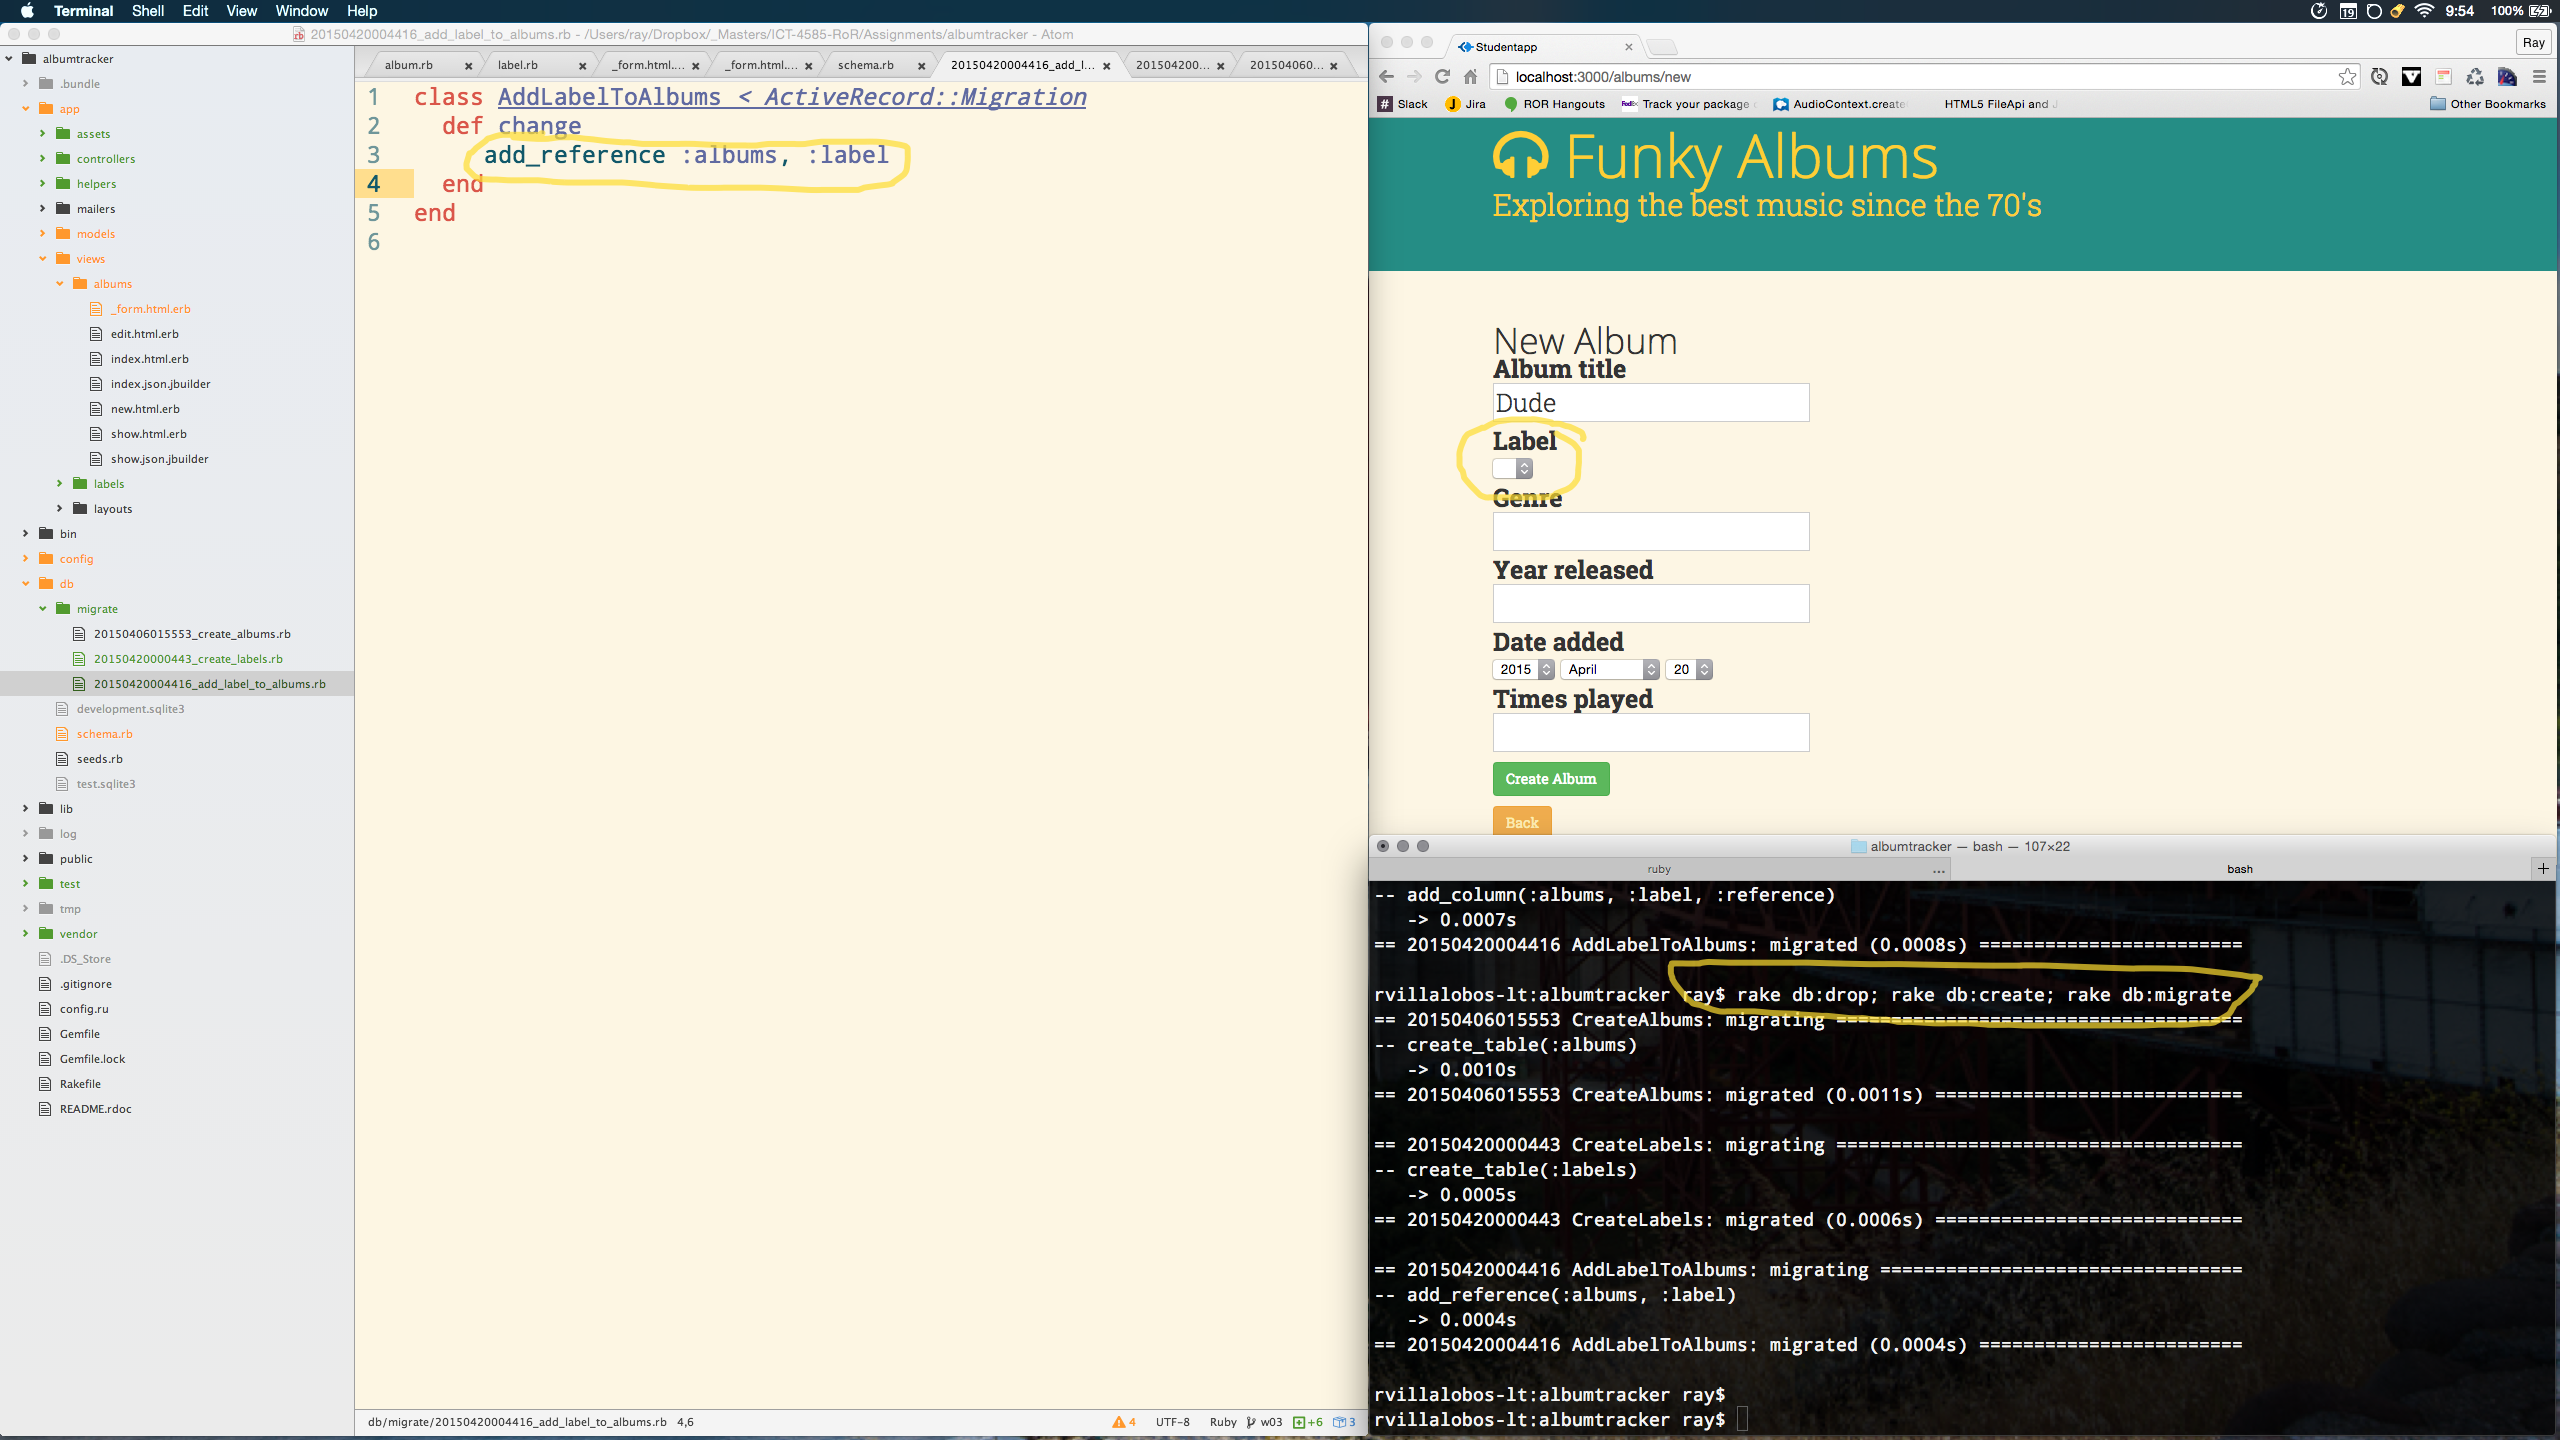 Terminal Shell Edit View Window Help
19 9:54 100%
20150420004416_add_label_to_albums.rb - /Users/ray/Dropbox/_Masters/ICT-4585-RoR/Assignments/albumtracker - Atom
albumtracker
.bundle
app
assets
controllers
helpers
mailers
models
views
albums
_form.html.erb
edit.html.erb
index.html.erb
index.json.jbuilder
new.html.erb
show.html.erb
show.json.jbuilder
labels
layouts
bin
config
db
migrate
20150406015553_create_albums.rb
20150420000443_create_labels.rb
20150420004416_add_label_to_albums.rb
development.sqlite3
schema.rb
seeds.rb
test.sqlite3
lib
log
public
test
tmp
vendor
.DS_Store
.gitignore
config.ru
Gemfile
Gemfile.lock
Rakefile
README.rdoc
album.rb label.rb _form.html.... _form.html.... schema.rb 20150420004416_add_l... 201504200... 201504060...
1 class AddLabelToAlbums < ActiveRecord::Migration
2 def change
3 add_reference :albums, :label
4 end
5 end
6
db/migrate/20150420004416_add_label_to_albums.rb 4,6 4 UTF-8 Ruby w03 +6 3
Studentapp
Ray
localhost:3000/albums/new
Slack Jira ROR Hangouts FedEx Track your package AudioContext.create HTML5 FileApi and Other Bookmarks
Funky Albums
Exploring the best music since the 70's
New Album
Album title
Dude
Label
Genre
Year released
Date added
2015 April 20
Times played
Create Album
Back
albumtracker — bash — 107×22
ruby ... bash +
-- add_column(:albums, :label, :reference)
-> 0.0007s
== 20150420004416 AddLabelToAlbums: migrated (0.0008s) ========================
rvillalobos-lt:albumtracker ray$ rake db:drop; rake db:create; rake db:migrate
== 20150406015553 CreateAlbums: migrating =====================================
-- create_table(:albums)
-> 0.0010s
== 20150406015553 CreateAlbums: migrated (0.0011s) ============================
== 20150420000443 CreateLabels: migrating =====================================
-- create_table(:labels)
-> 0.0005s
== 20150420000443 CreateLabels: migrated (0.0006s) ============================
== 20150420004416 AddLabelToAlbums: migrating =================================
-- add_reference(:albums, :label)
-> 0.0004s
== 20150420004416 AddLabelToAlbums: migrated (0.0004s) ========================
rvillalobos-lt:albumtracker ray$
rvillalobos-lt:albumtracker ray$